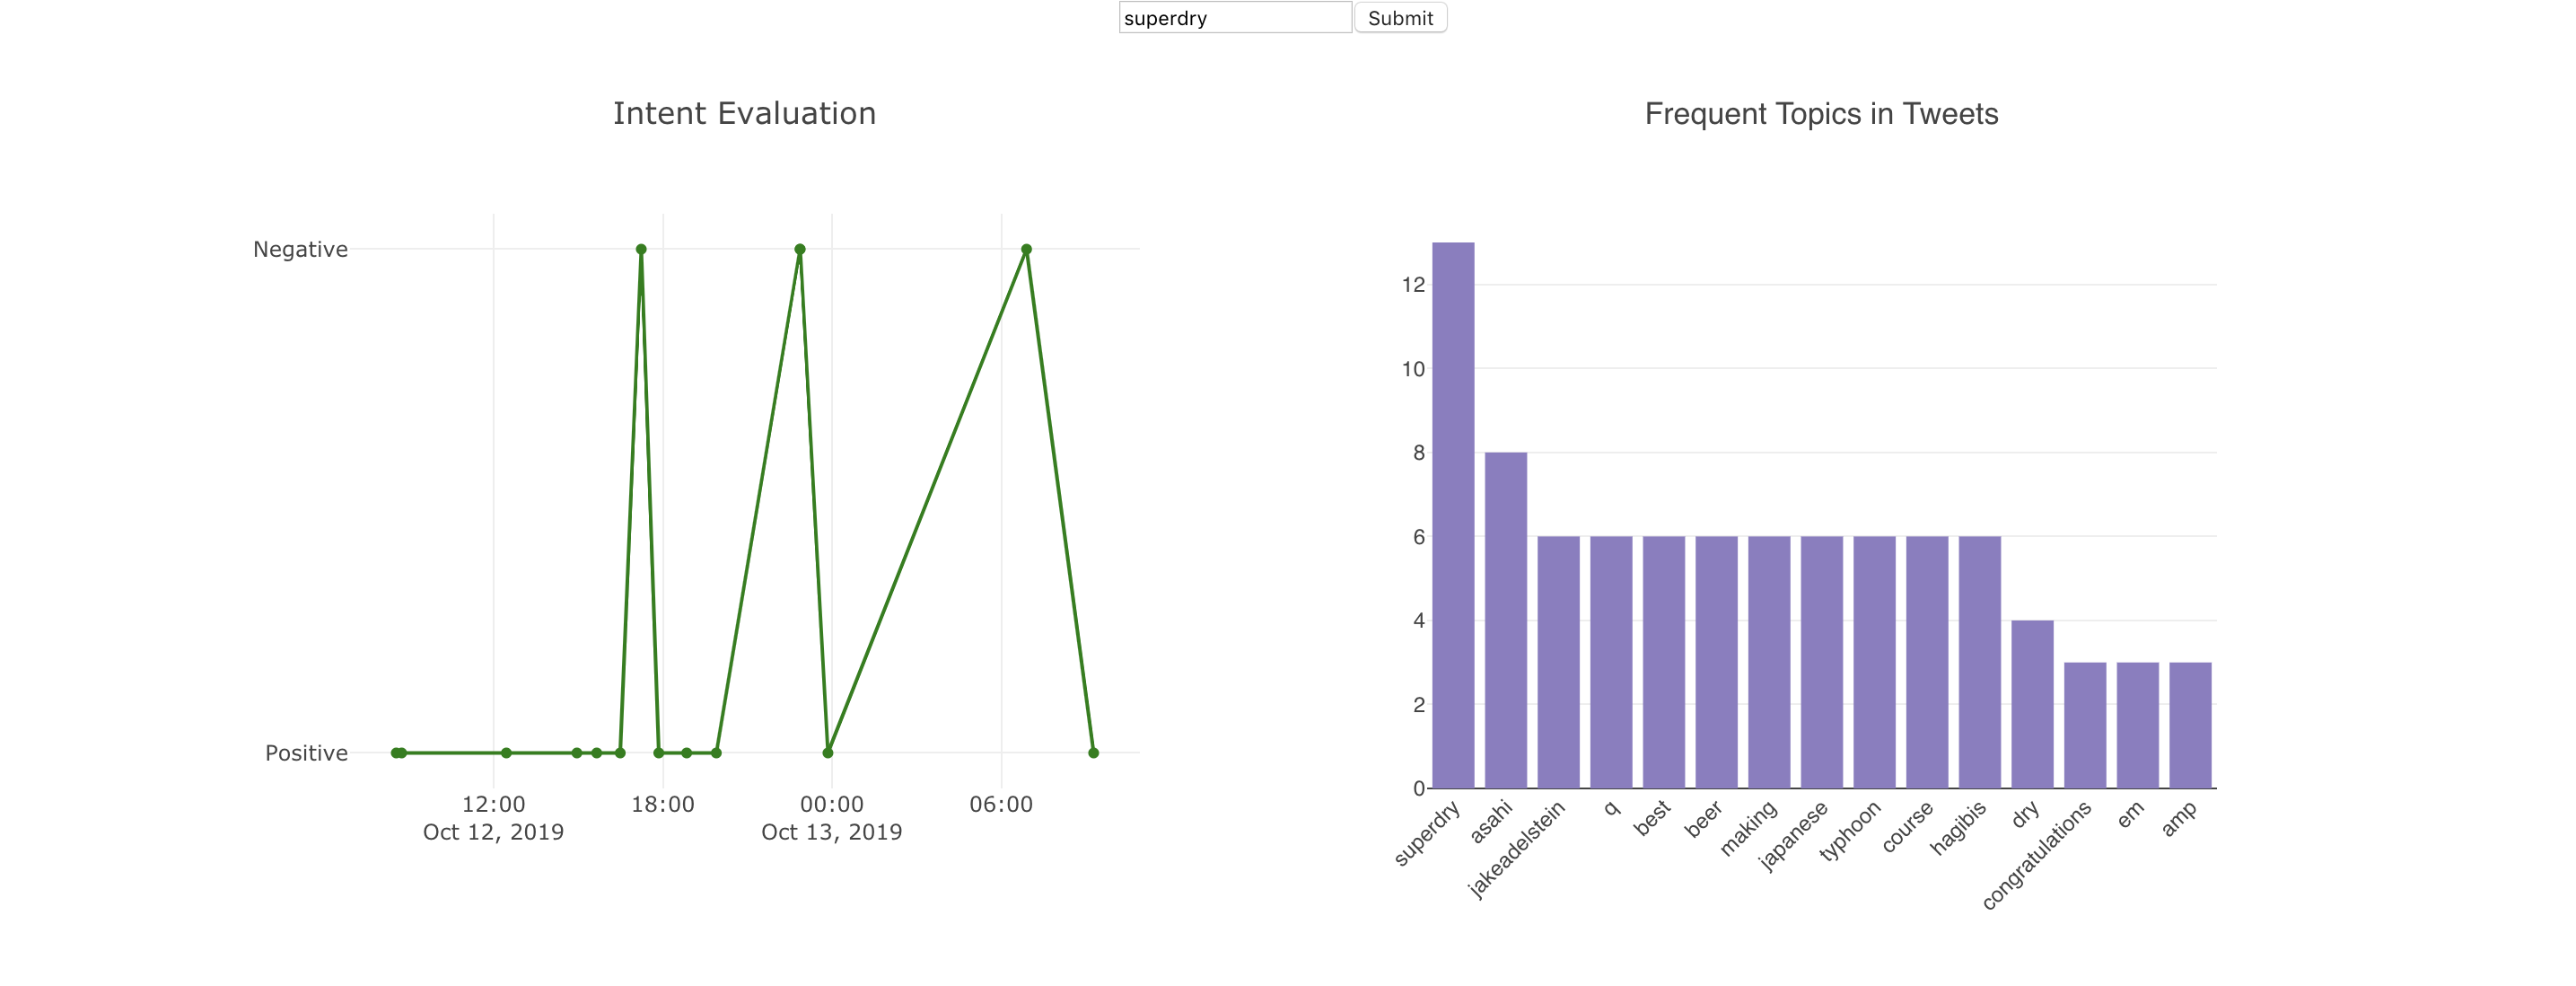 superdry Submit
Intent Evaluation
Negative
Positive
12:00 18:00 00:00 06:00
Oct 12, 2019 Oct 13, 2019
Frequent Topics in Tweets
12
10
8
6
4
2
0
superdry
asahi
jakeadelstein
q
best
beer
making
japanese
typhoon
course
hagibis
dry
congratulations
em
amp